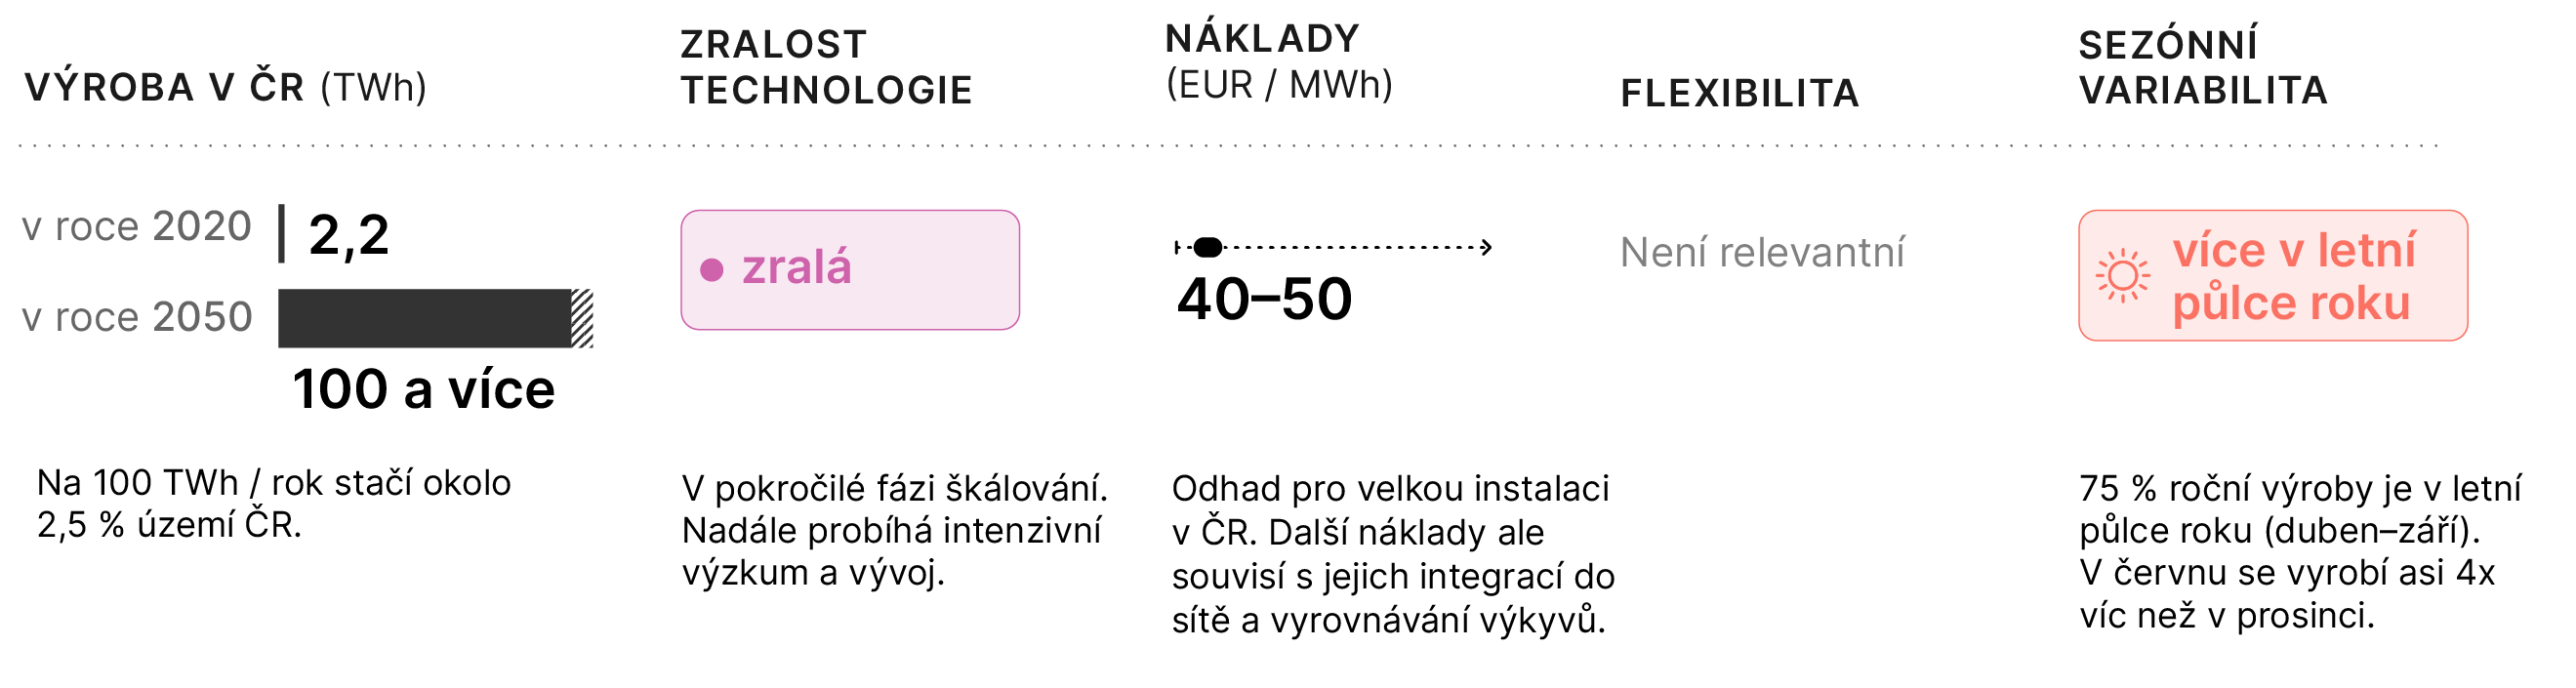 VÝROBA V ČR (TWh)
ZRALOST
TECHNOLOGIE
NÁKLADY
(EUR / MWh)
FLEXIBILITA
SEZÓNNÍ
VARIABILITA
v roce 2020 2,2
v roce 2050
100 a více
zralá
40–50
Není relevantní
více v letní
půlce roku
Na 100 TWh / rok stačí okolo
2,5 % území ČR.
V pokročilé fázi škálování.
Nadále probíhá intenzivní
výzkum a vývoj.
Odhad pro velkou instalaci
v ČR. Další náklady ale
souvisí s jejich integrací do
sítě a vyrovnávání výkyvů.
75 % roční výroby je v letní
půlce roku (duben–září).
V červnu se vyrobí asi 4x
víc než v prosinci.